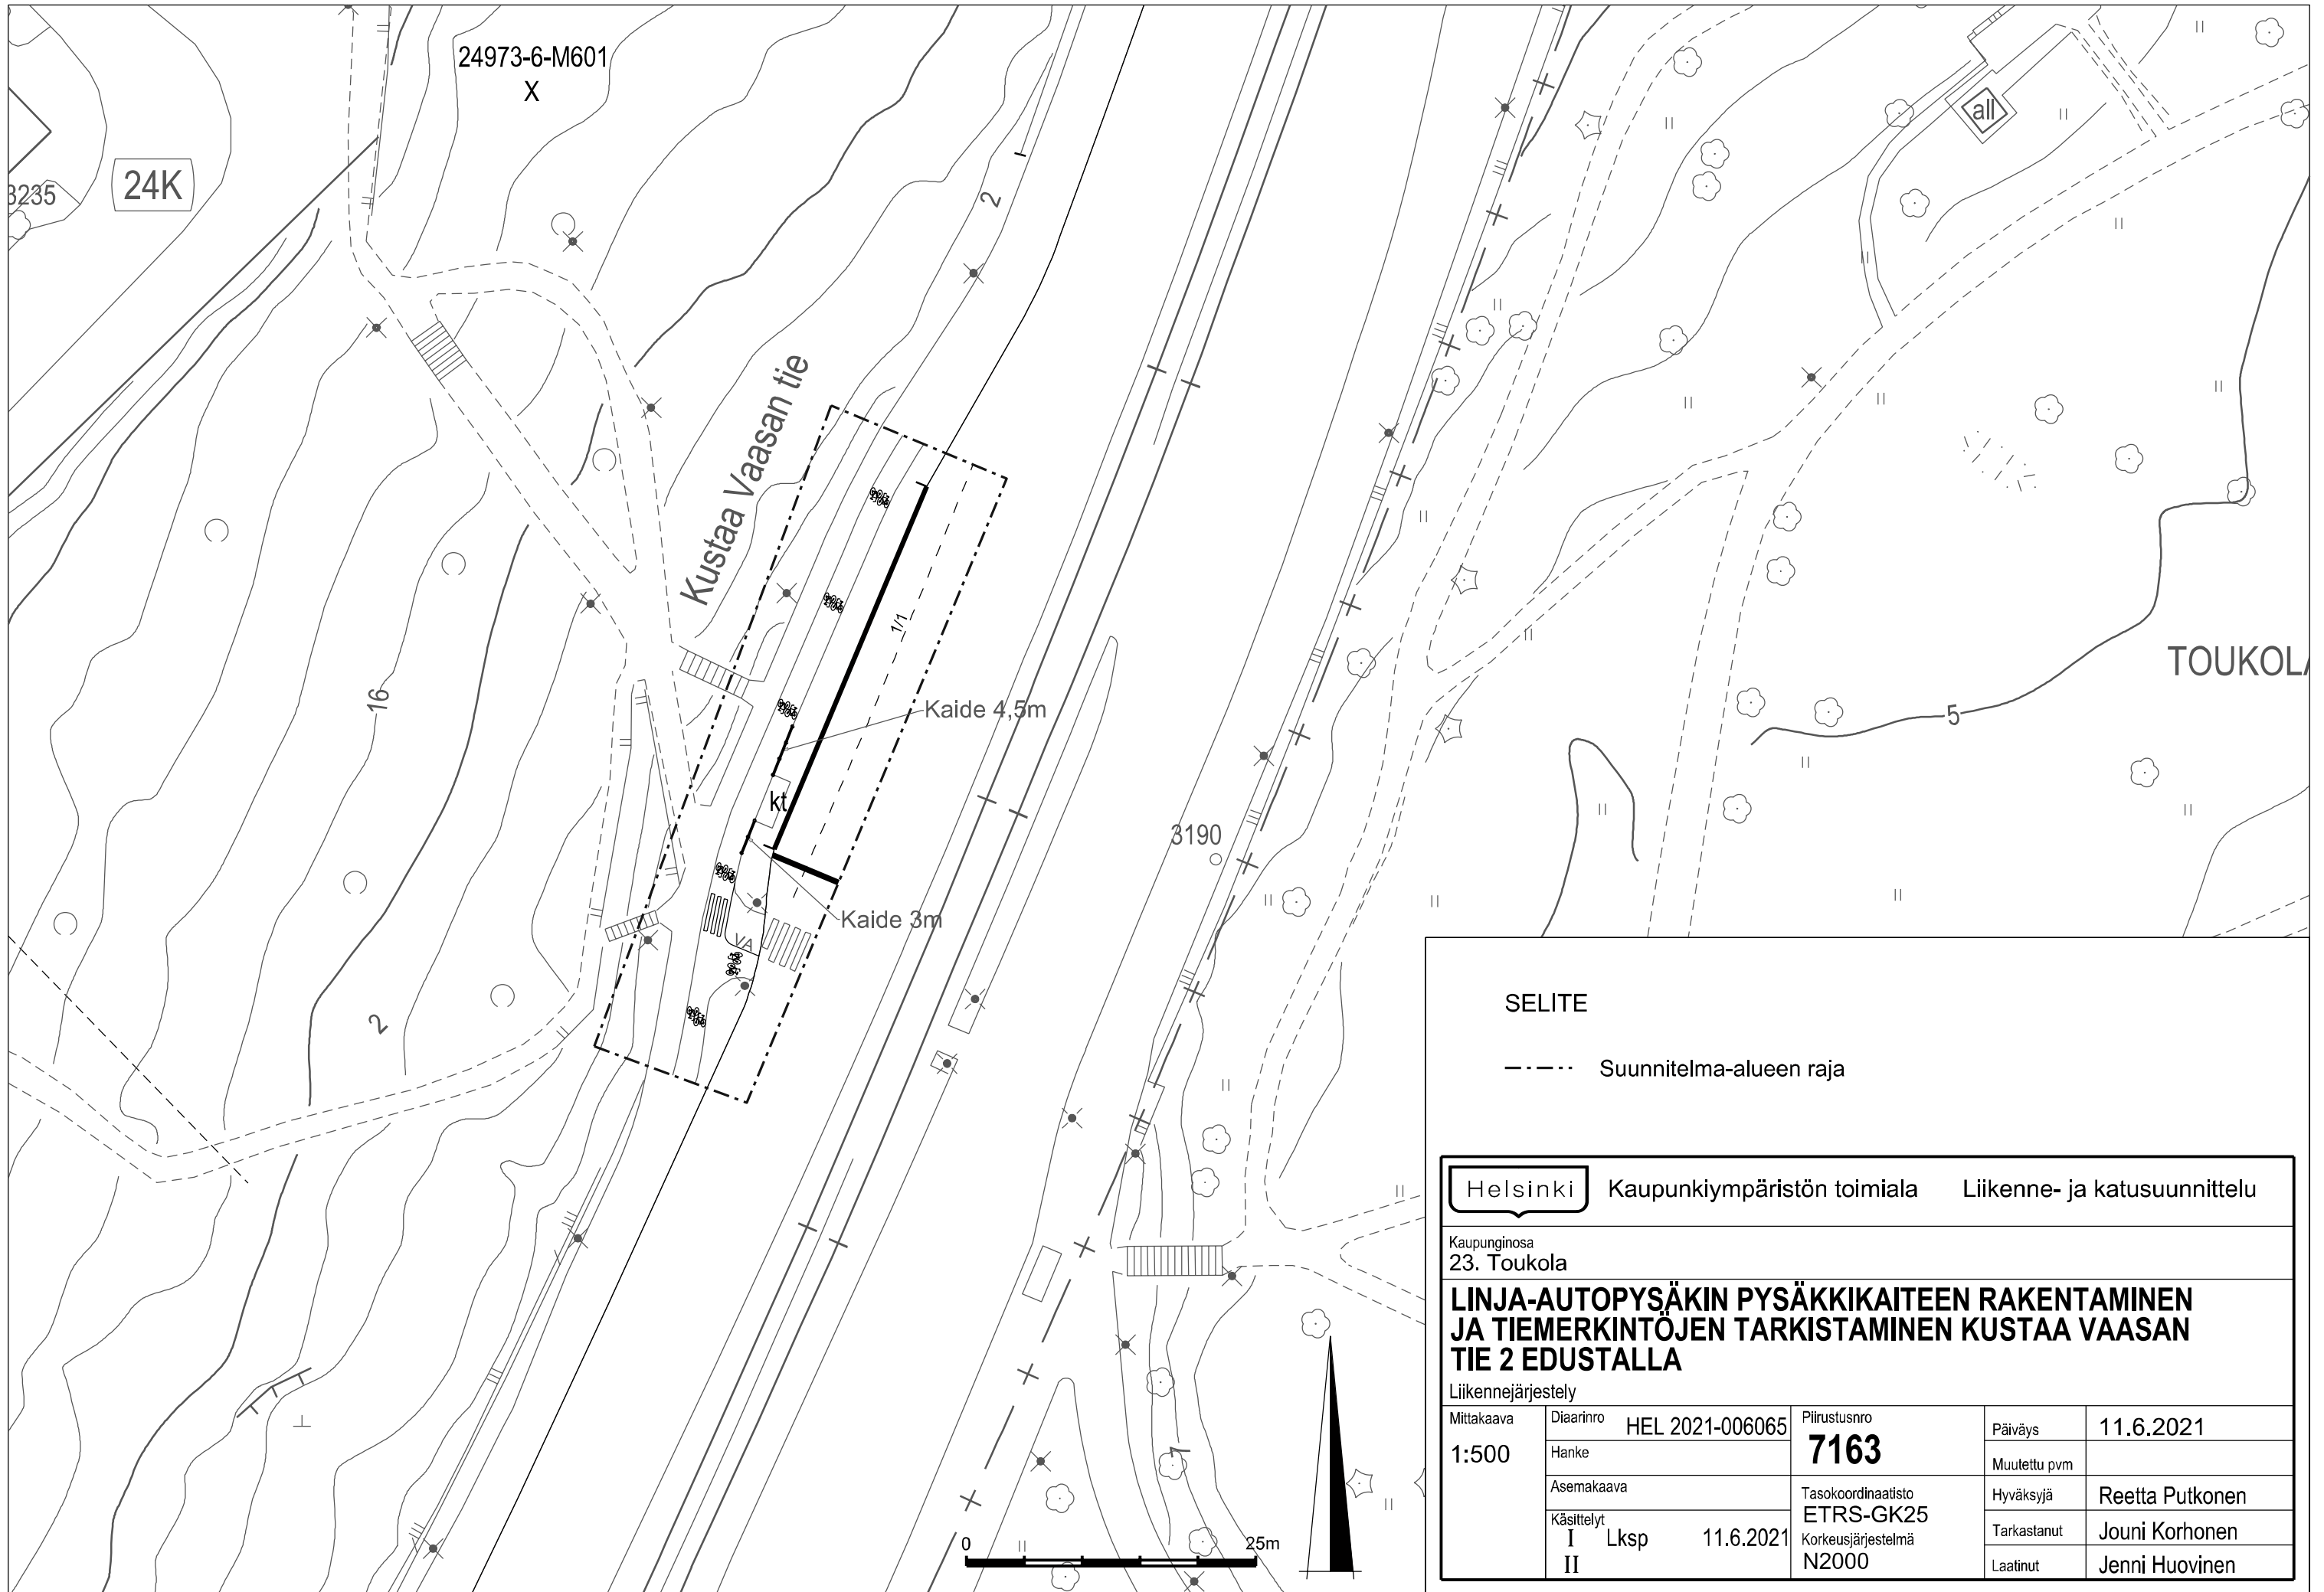 24973-6-M601
X
3235
24K
all
2
Kustaa Vaasan tie
1/1
16
Kaide 4,5m
TOUKOLA
5
kt
3190
Kaide 3m
VA
2
SELITE
Suunnitelma-alueen raja
Helsinki Kaupunkiympäristön toimiala Liikenne- ja katusuunnittelu
Kaupunginosa
23. Toukola
LINJA-AUTOPYSÄKIN PYSÄKKIKAITEEN RAKENTAMINEN
JA TIEMERKINTÖJEN TARKISTAMINEN KUSTAA VAASAN
TIE 2 EDUSTALLA
Liikennejärjestely
Mittakaava
1:500
Diaarinro HEL 2021-006065
Hanke
Asemakaava
Käsittelyt
I Lksp 11.6.2021
II
Piirustusnro
7163
Tasokoordinaatisto
ETRS-GK25
Korkeusjärjestelmä
N2000
Päiväys 11.6.2021
Muutettu pvm
Hyväksyjä Reetta Putkonen
Tarkastanut Jouni Korhonen
Laatinut Jenni Huovinen
7
0 25m